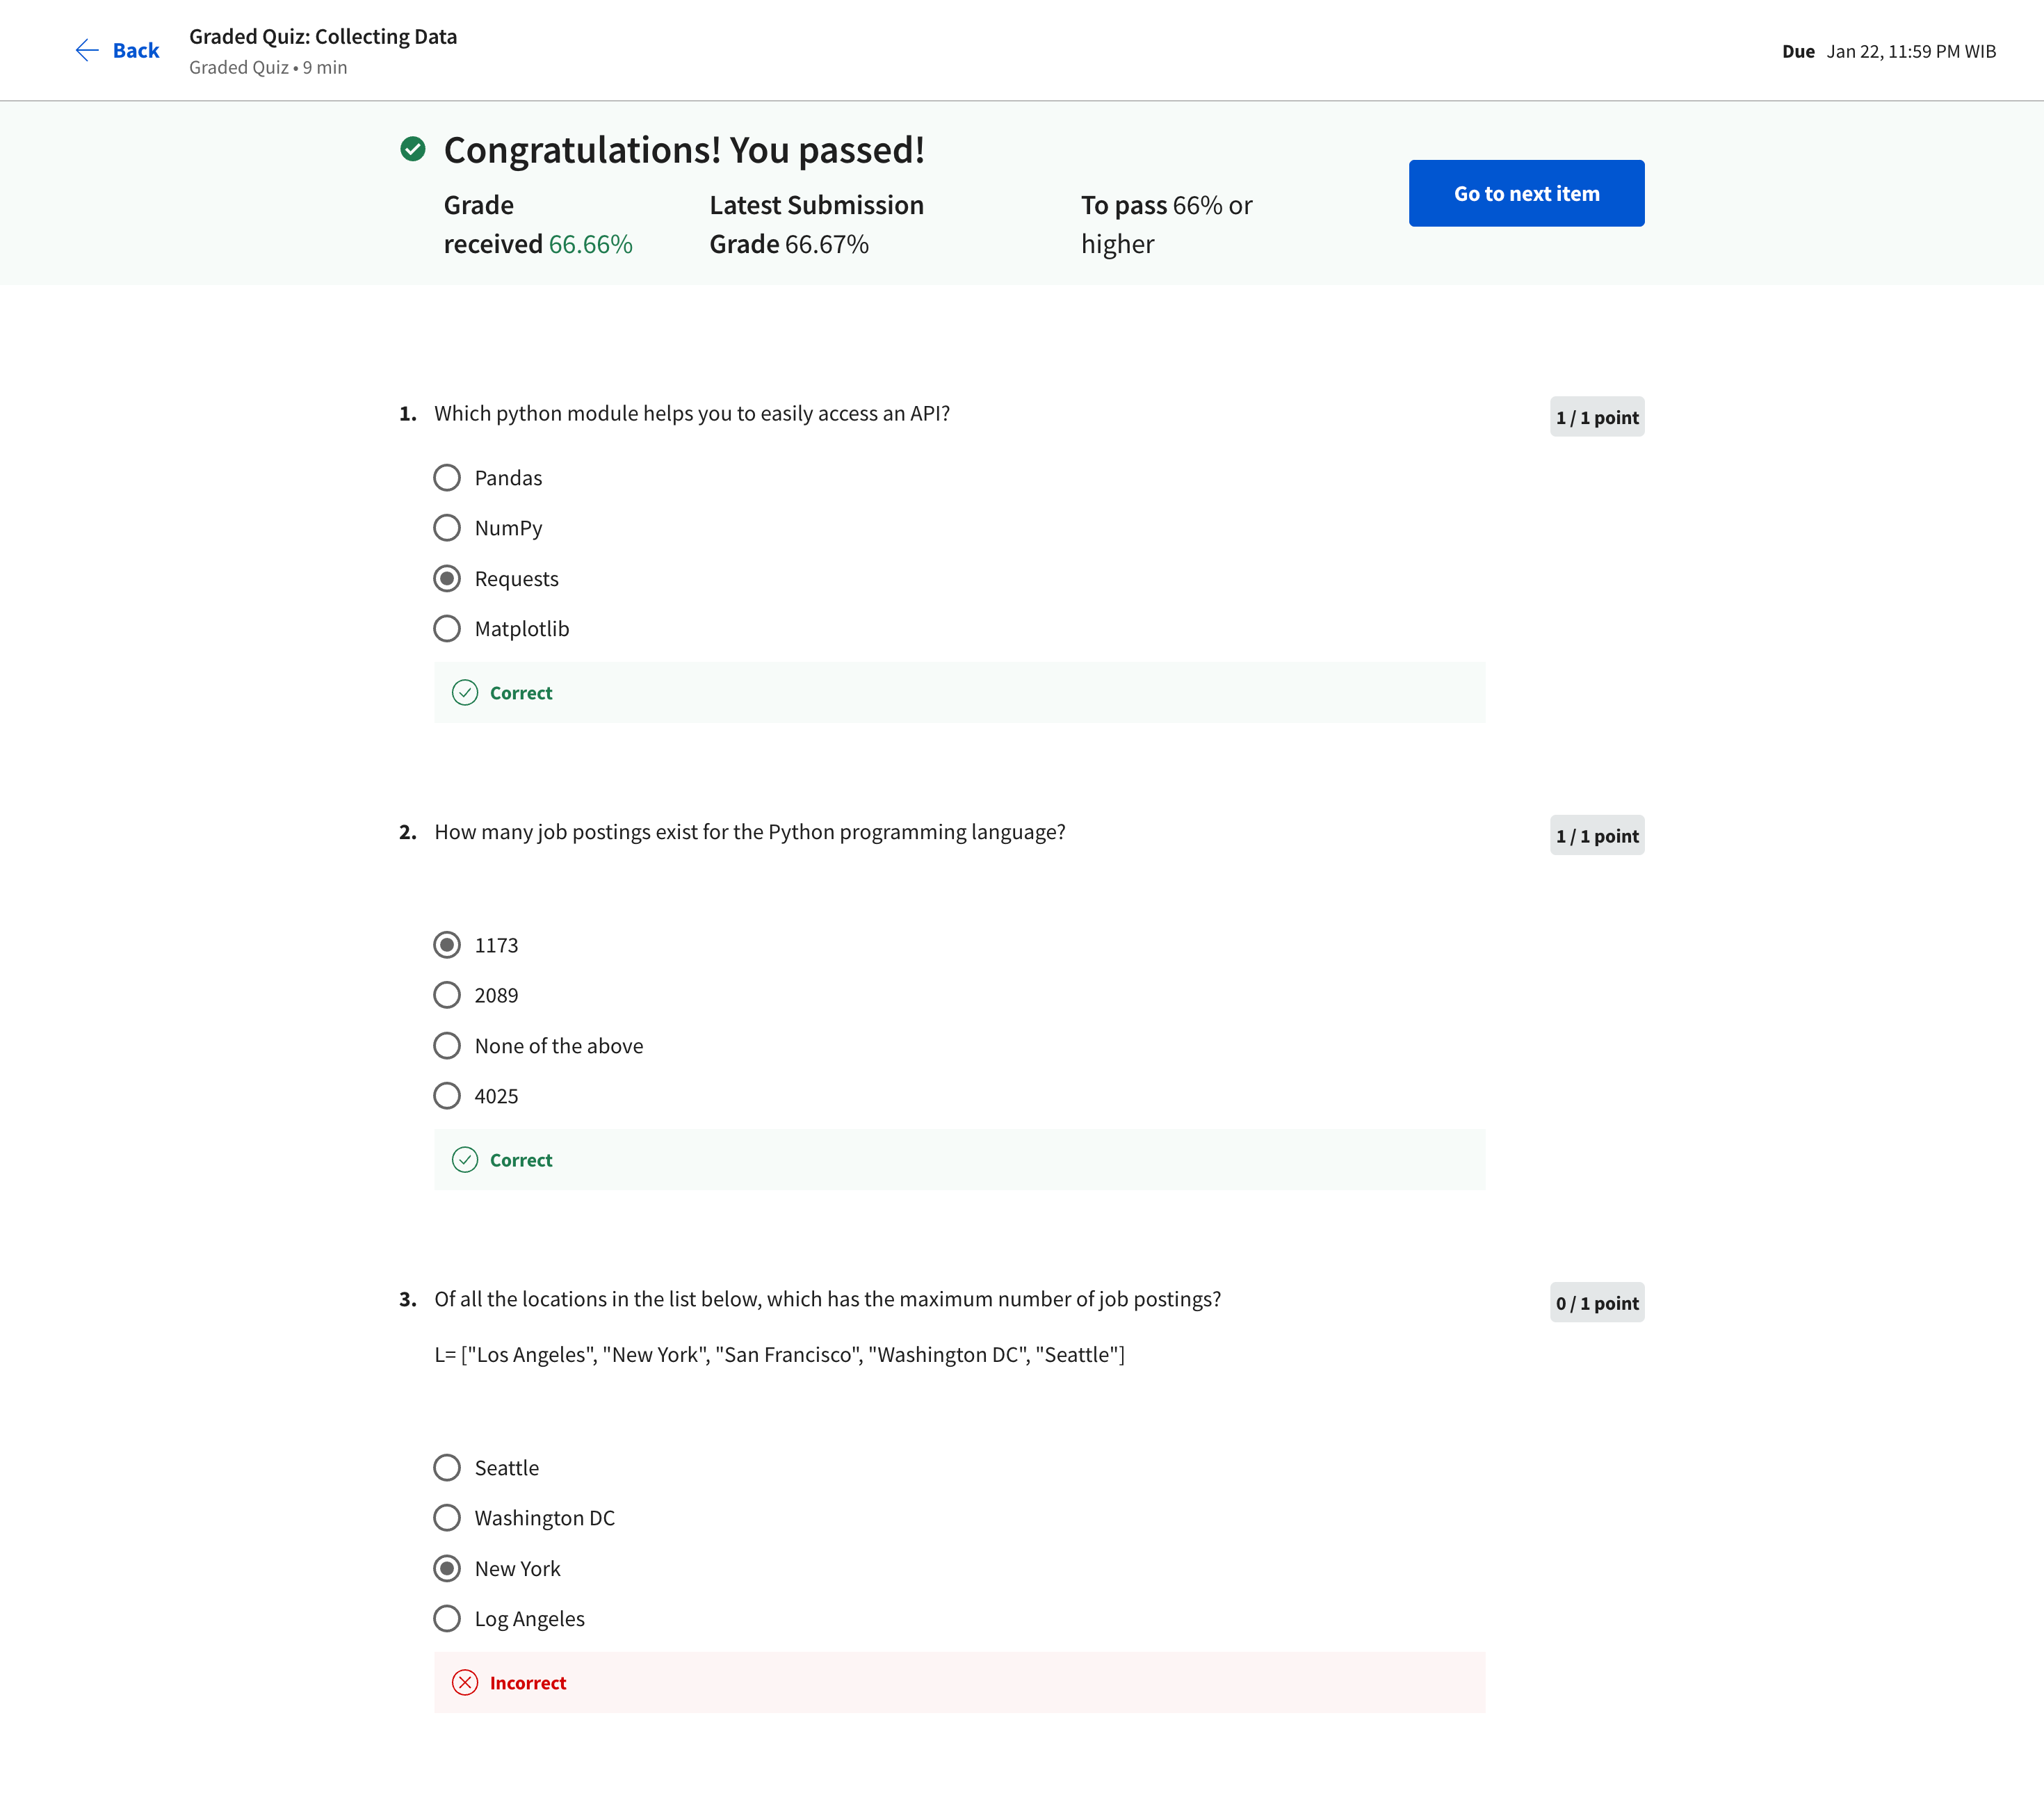 Back
Graded Quiz: Collecting Data
Graded Quiz • 9 min
Due Jan 22, 11:59 PM WIB
Congratulations! You passed!
Grade
received 66.66%
Latest Submission
Grade 66.67%
To pass 66% or
higher
Go to next item
1. Which python module helps you to easily access an API?
1 / 1 point
Pandas
NumPy
Requests
Matplotlib
Correct
2. How many job postings exist for the Python programming language?
1 / 1 point
1173
2089
None of the above
4025
Correct
3. Of all the locations in the list below, which has the maximum number of job postings?
0 / 1 point
L= ["Los Angeles", "New York", "San Francisco", "Washington DC", "Seattle"]
Seattle
Washington DC
New York
Log Angeles
Incorrect